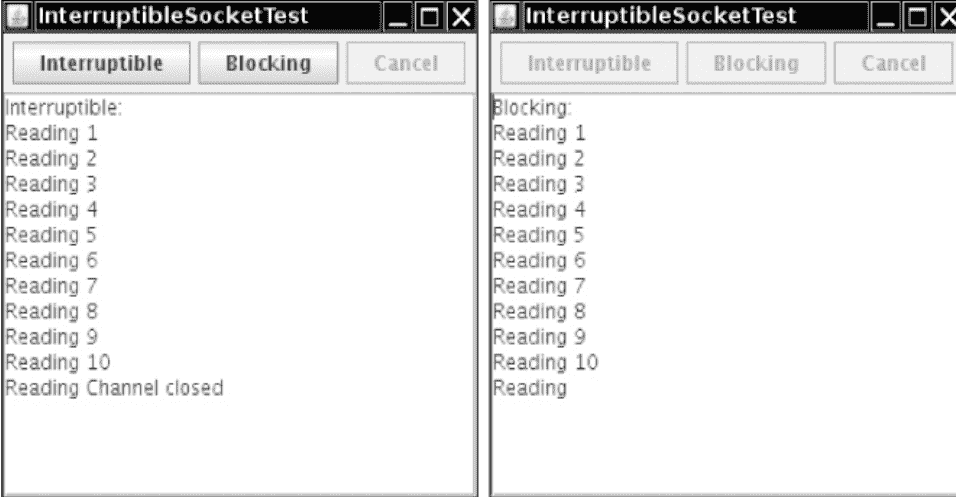 InterruptibleSocketTest
Interruptible Blocking Cancel
Interruptible:
Reading 1
Reading 2
Reading 3
Reading 4
Reading 5
Reading 6
Reading 7
Reading 8
Reading 9
Reading 10
Reading Channel closed
InterruptibleSocketTest
Interruptible Blocking Cancel
Blocking:
Reading 1
Reading 2
Reading 3
Reading 4
Reading 5
Reading 6
Reading 7
Reading 8
Reading 9
Reading 10
Reading